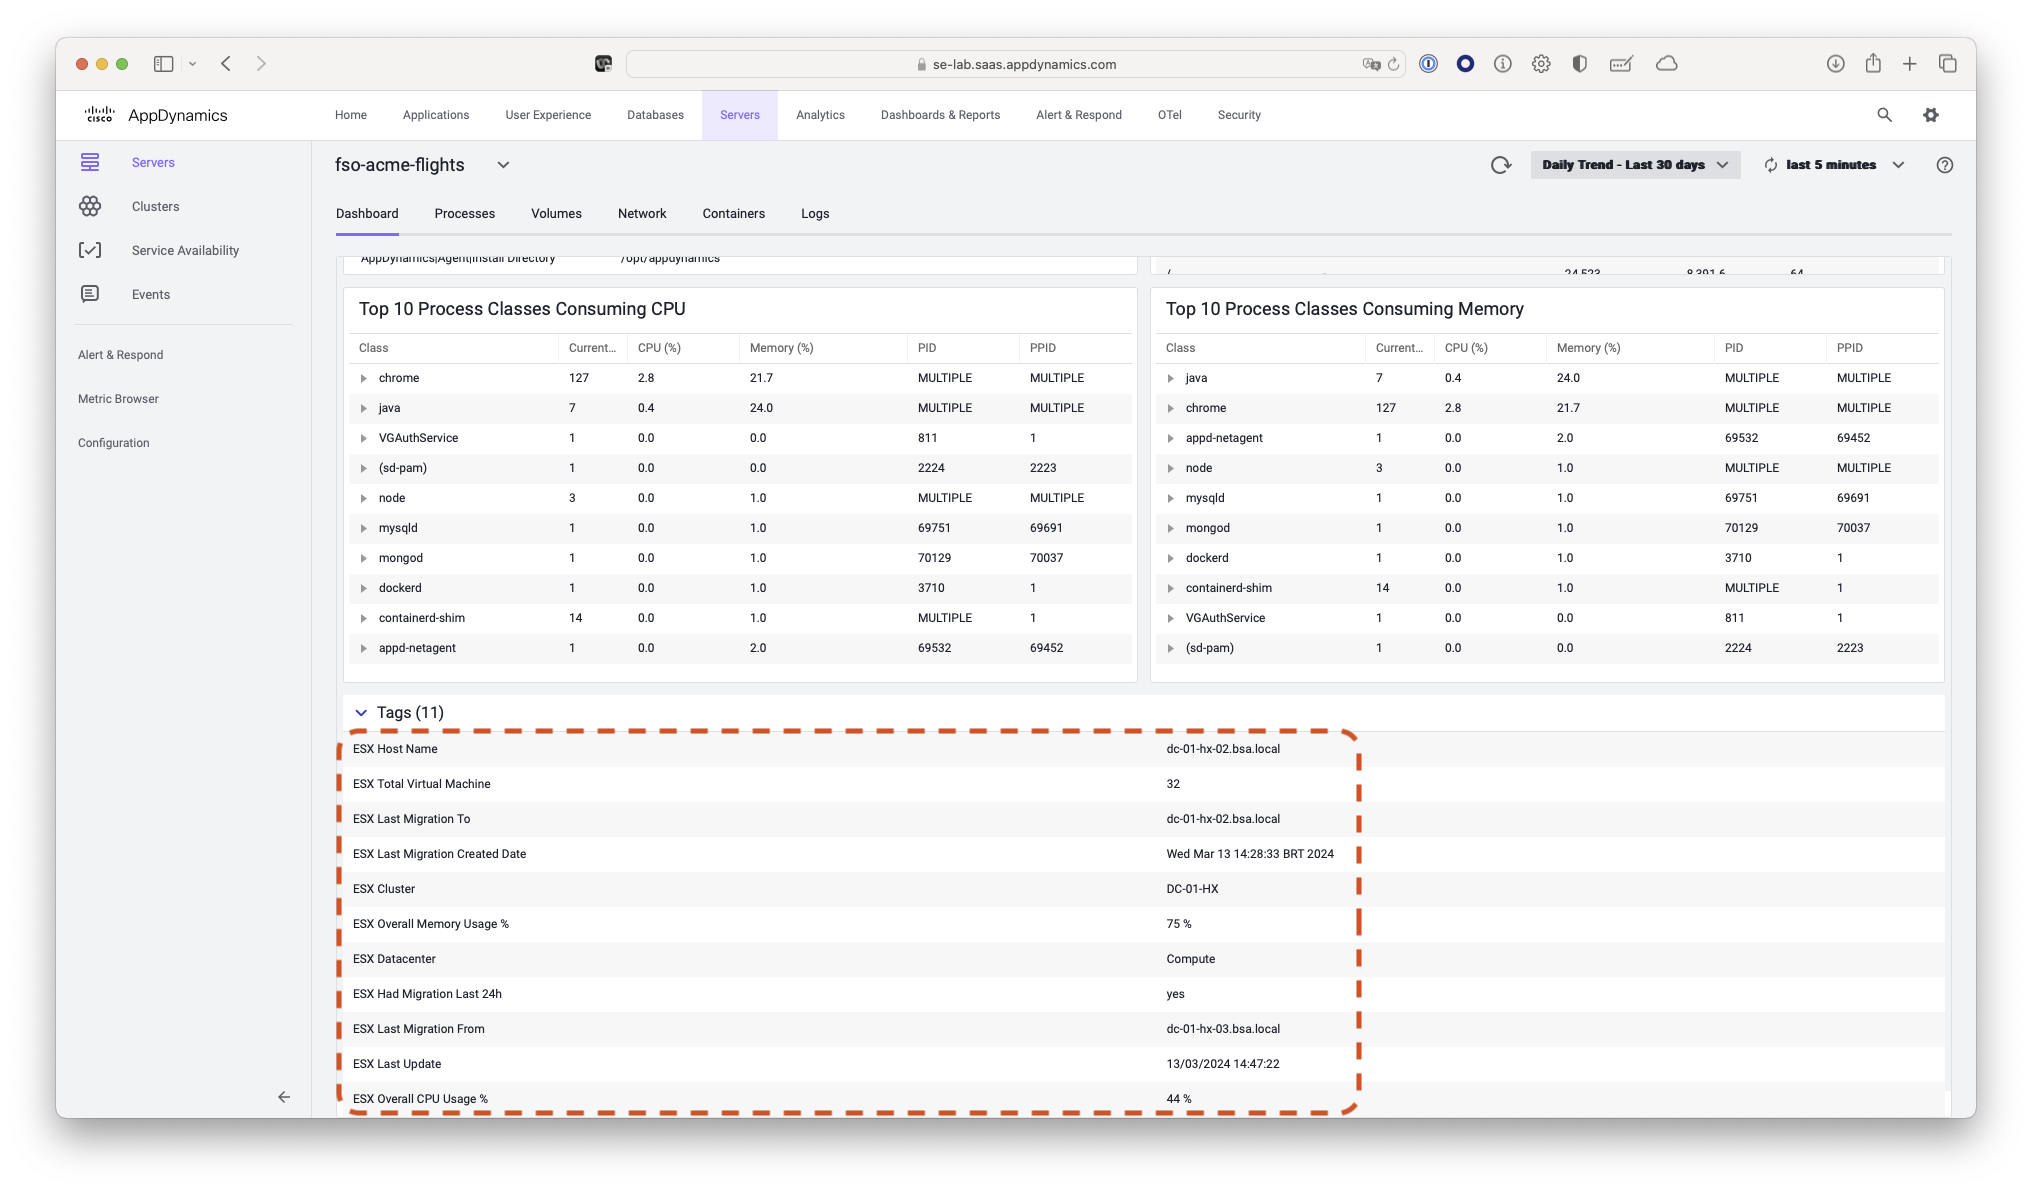 se-lab.saas.appdynamics.com
cisco AppDynamics Home Applications User Experience Databases Servers Analytics Dashboards & Reports Alert & Respond OTel Security
Servers
Clusters
Service Availability
Events
Alert & Respond
Metric Browser
Configuration
fso-acme-flights Daily Trend - Last 30 days last 5 minutes
Dashboard Processes Volumes Network Containers Logs
AppDynamics|Agent|Install Directory /opt/appdynamics
24,523 8,391.6 64
Top 10 Process Classes Consuming CPU
Class Current... CPU (%) Memory (%) PID PPID
chrome 127 2.8 21.7 MULTIPLE MULTIPLE
java 7 0.4 24.0 MULTIPLE MULTIPLE
VGAuthService 1 0.0 0.0 811 1
(sd-pam) 1 0.0 0.0 2224 2223
node 3 0.0 1.0 MULTIPLE MULTIPLE
mysqld 1 0.0 1.0 69751 69691
mongod 1 0.0 1.0 70129 70037
dockerd 1 0.0 1.0 3710 1
containerd-shim 14 0.0 1.0 MULTIPLE 1
appd-netagent 1 0.0 2.0 69532 69452
Top 10 Process Classes Consuming Memory
Class Current... CPU (%) Memory (%) PID PPID
java 7 0.4 24.0 MULTIPLE MULTIPLE
chrome 127 2.8 21.7 MULTIPLE MULTIPLE
appd-netagent 1 0.0 2.0 69532 69452
node 3 0.0 1.0 MULTIPLE MULTIPLE
mysqld 1 0.0 1.0 69751 69691
mongod 1 0.0 1.0 70129 70037
dockerd 1 0.0 1.0 3710 1
containerd-shim 14 0.0 1.0 MULTIPLE 1
VGAuthService 1 0.0 0.0 811 1
(sd-pam) 1 0.0 0.0 2224 2223
Tags (11)
ESX Host Name dc-01-hx-02.bsa.local
ESX Total Virtual Machine 32
ESX Last Migration To dc-01-hx-02.bsa.local
ESX Last Migration Created Date Wed Mar 13 14:28:33 BRT 2024
ESX Cluster DC-01-HX
ESX Overall Memory Usage % 75 %
ESX Datacenter Compute
ESX Had Migration Last 24h yes
ESX Last Migration From dc-01-hx-03.bsa.local
ESX Last Update 13/03/2024 14:47:22
ESX Overall CPU Usage % 44 %